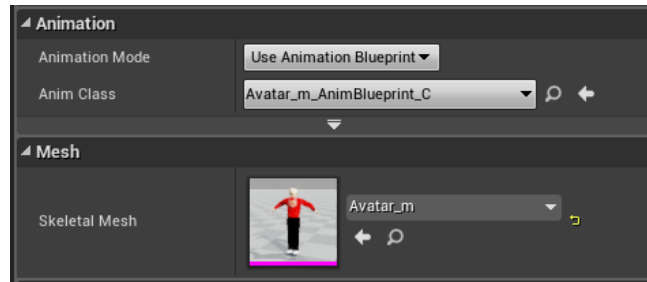 Animation
Animation Mode
Use Animation Blueprint
Anim Class
Avatar_m_AnimBlueprint_C
Mesh
Skeletal Mesh
Avatar_m